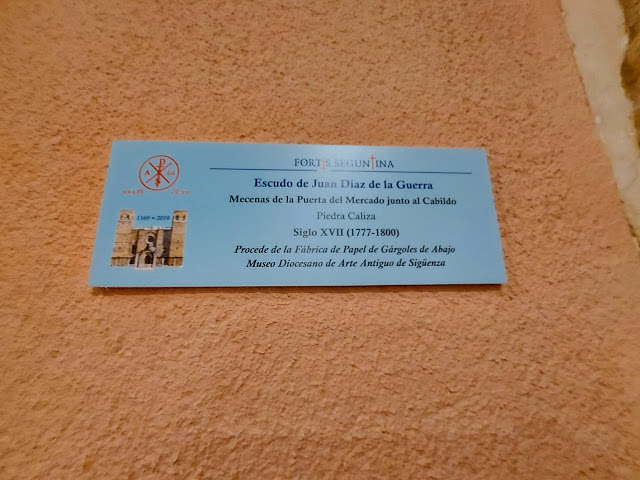 FORTIS SEGUNTINA
Escudo de Juan Díaz de la Guerra
Mecenas de la Puerta del Mercado junto al Cabildo
Piedra Caliza
Siglo XVII (1777-1800)
Procede de la Fábrica de Papel de Gárgoles de Abajo
Museo Diocesano de Arte Antiguo de Sigüenza
A ω
1169 = 2019